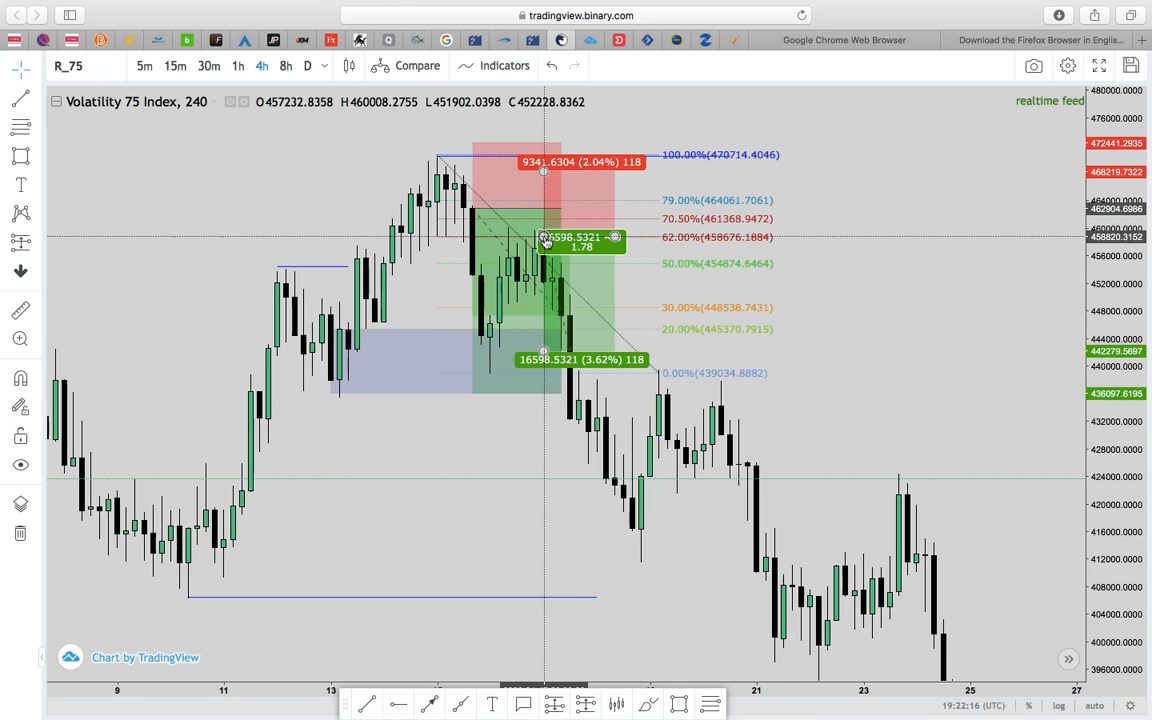 tradingview.binary.com
Google Chrome Web Browser
Download the Firefox Browser in Englis...
R_75
5m 15m 30m 1h 4h 8h D
Compare
Indicators
Volatility 75 Index, 240
O457232.8358 H460008.2755 L451902.0398 C452228.8362
realtime feed
9341.6304 (2.04%) 118
100.00%(470714.4046)
79.00%(464061.7061)
70.50%(461368.9472)
62.00%(458676.1884)
1.78
50.00%(454874.6464)
30.00%(448538.7431)
20.00%(445370.7915)
16598.5321 (3.62%) 118
0.00%(439034.8882)
480000.0000
476000.0000
472441.2935
468219.7322
464000.0000
462904.6986
460000.0000
458820.3152
456000.0000
452000.0000
448000.0000
444000.0000
442279.5697
440000.0000
436097.6195
432000.0000
428000.0000
424000.0000
420000.0000
416000.0000
412000.0000
408000.0000
404000.0000
400000.0000
396000.0000
Chart by TradingView
9 11 13 21 23 25 27
19:22:16 (UTC) % log auto